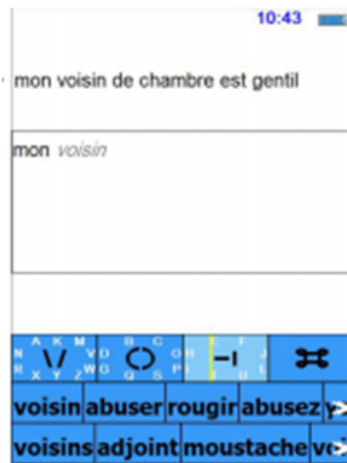 10:43
mon voisin de chambre est gentil
mon voisin
A K M B C F
N V D O H J
R W G P I L
X Y Z Q S U
voisin abuser rougir abusez
voisins adjoint moustache